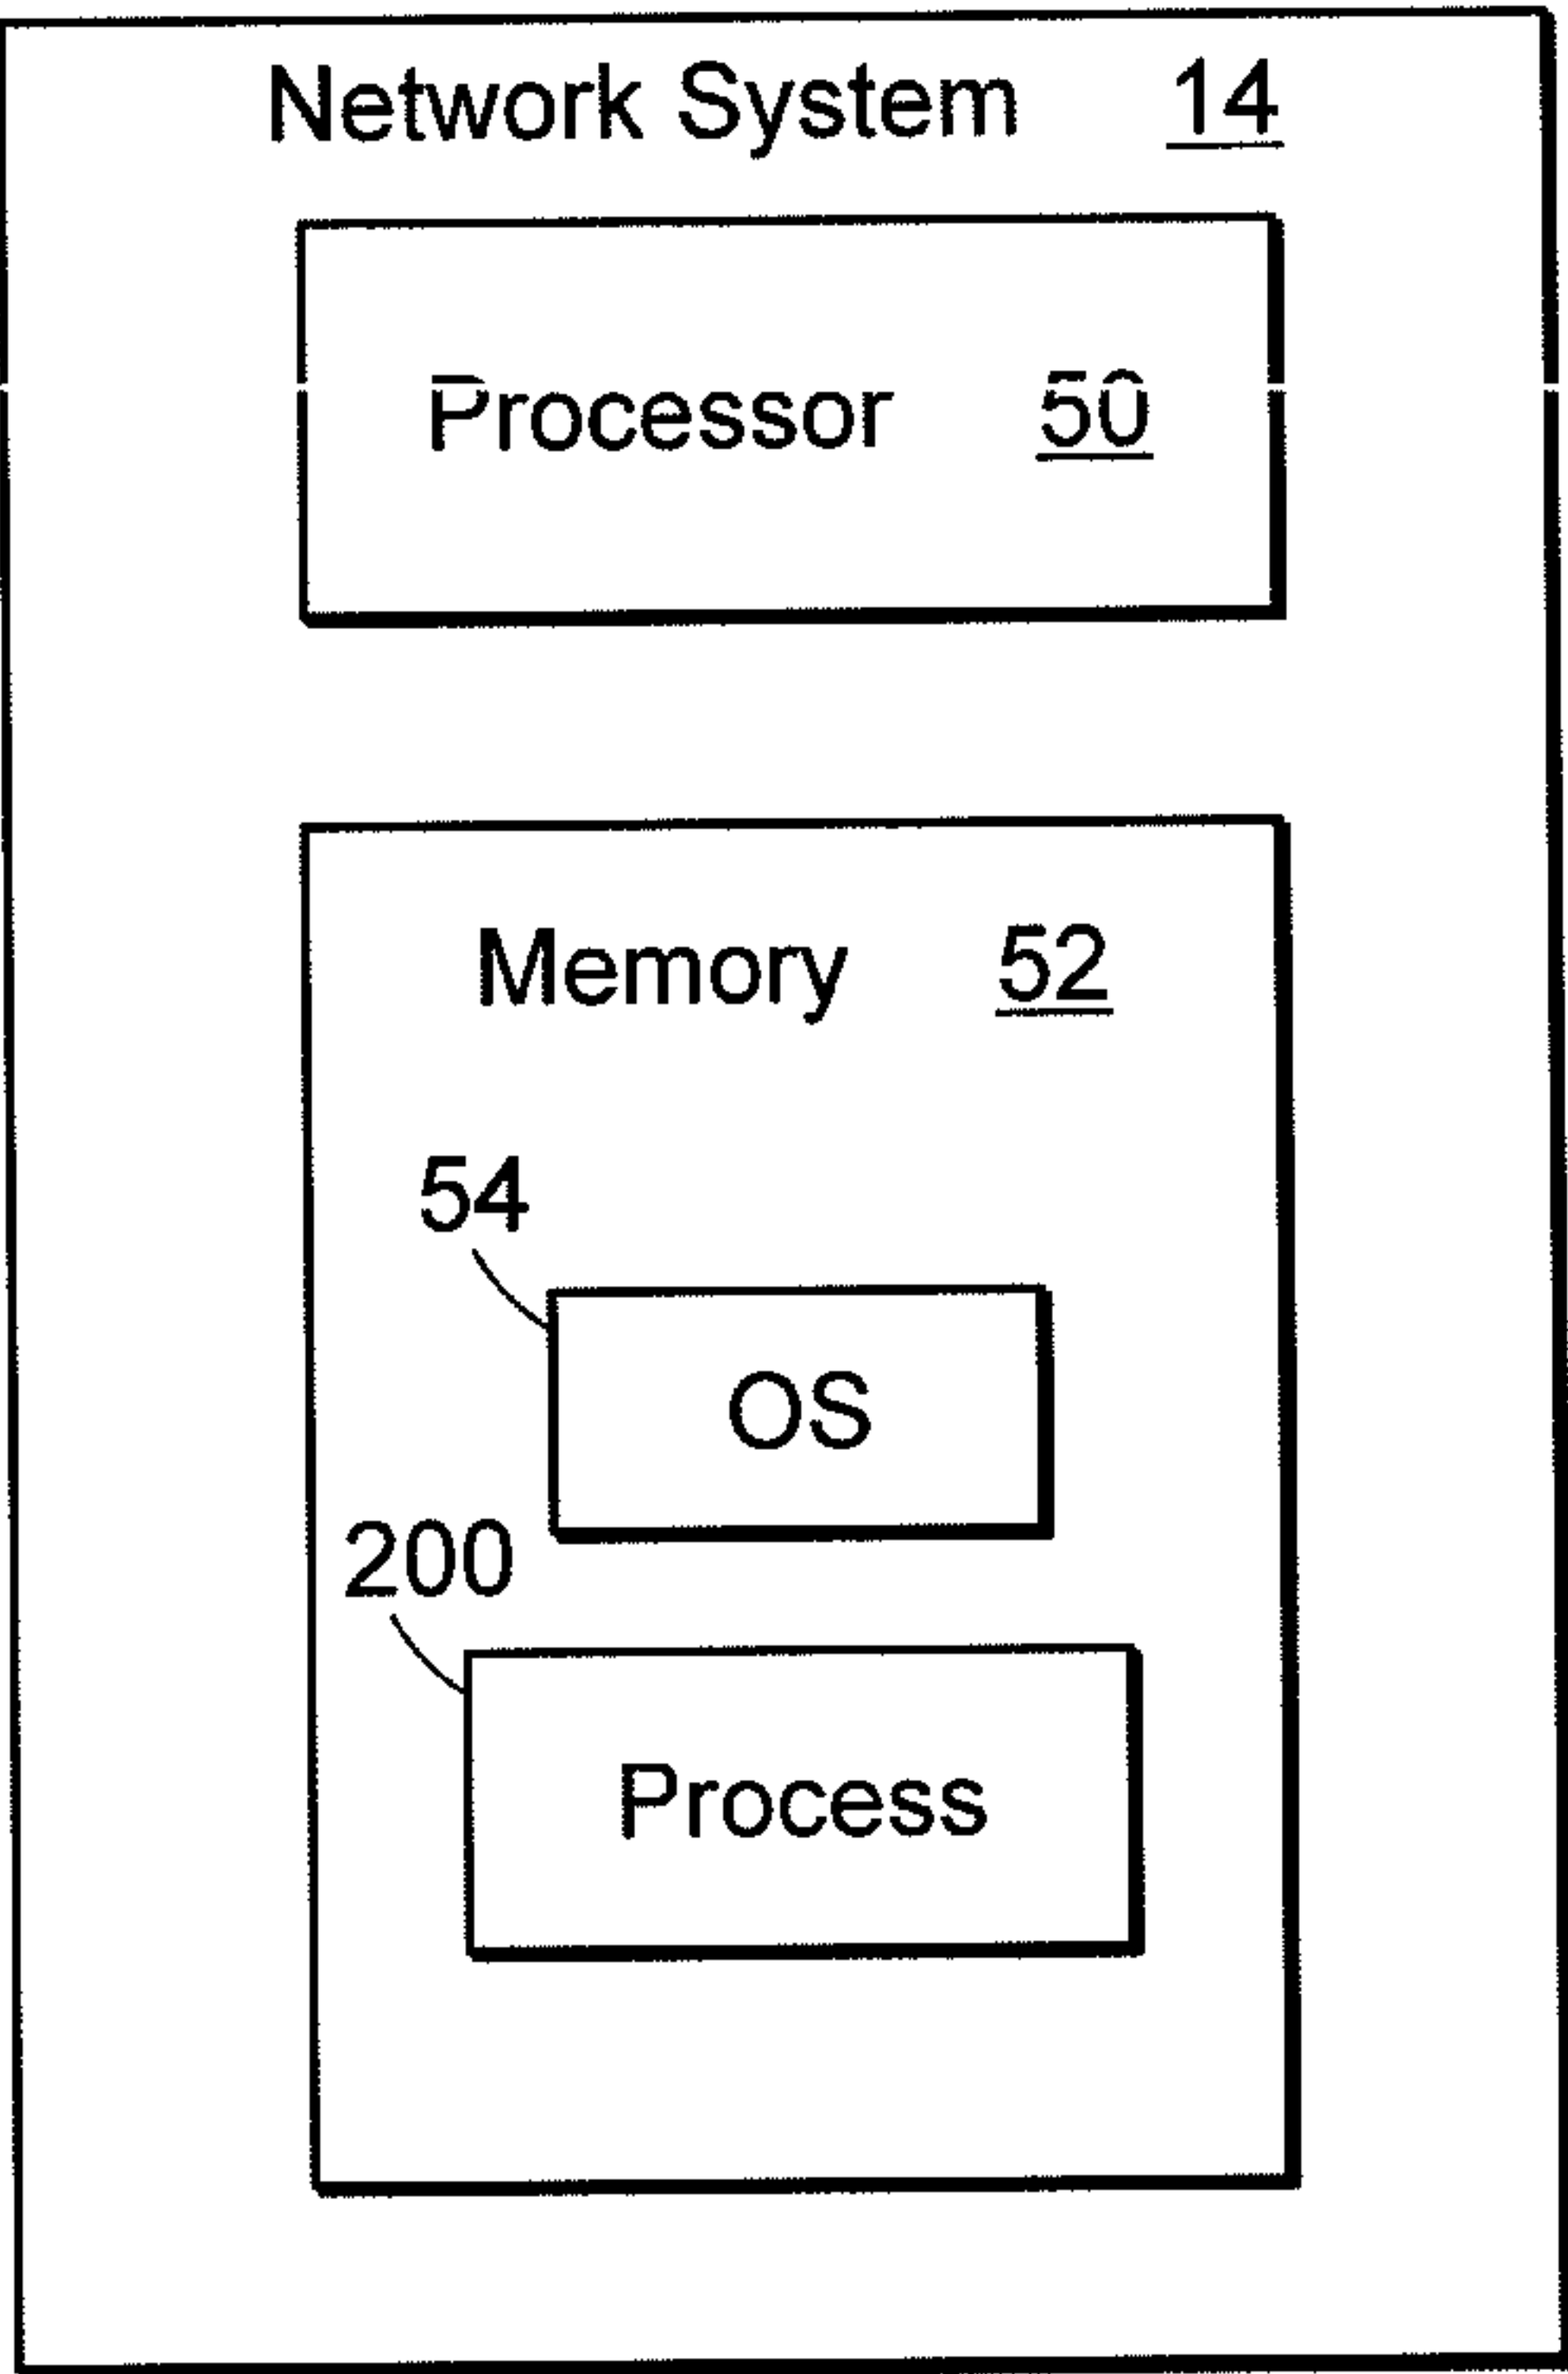 Network System 14
Processor 50
Memory 52
54
OS
200
Process